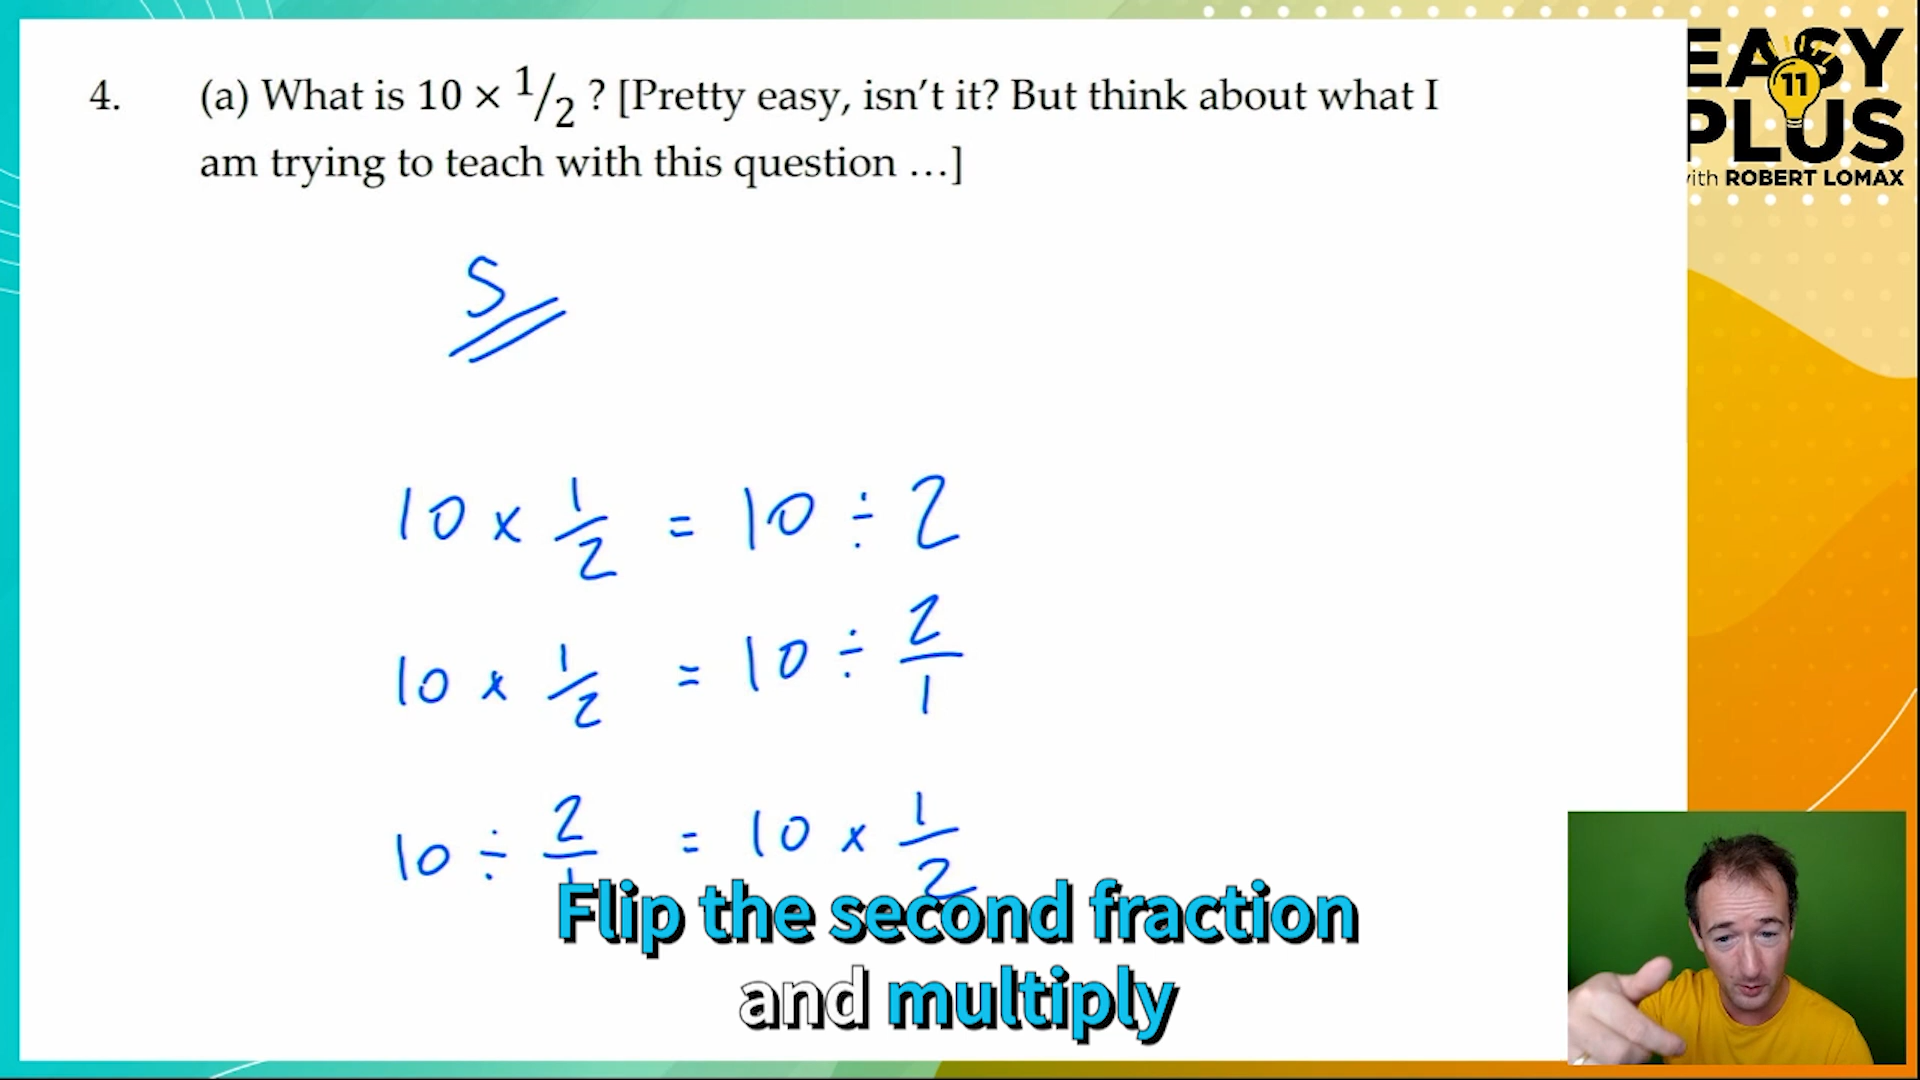 4. (a) What is 10 × 1/2 ? [Pretty easy, isn't it? But think about what I
am trying to teach with this question …]
5
10 × 1/2 = 10 ÷ 2
10 × 1/2 = 10 ÷ 2/1
10 ÷ 2/1 = 10 × 1/2
Flip the second fraction
and multiply
EASY
11
PLUS
with ROBERT LOMAX